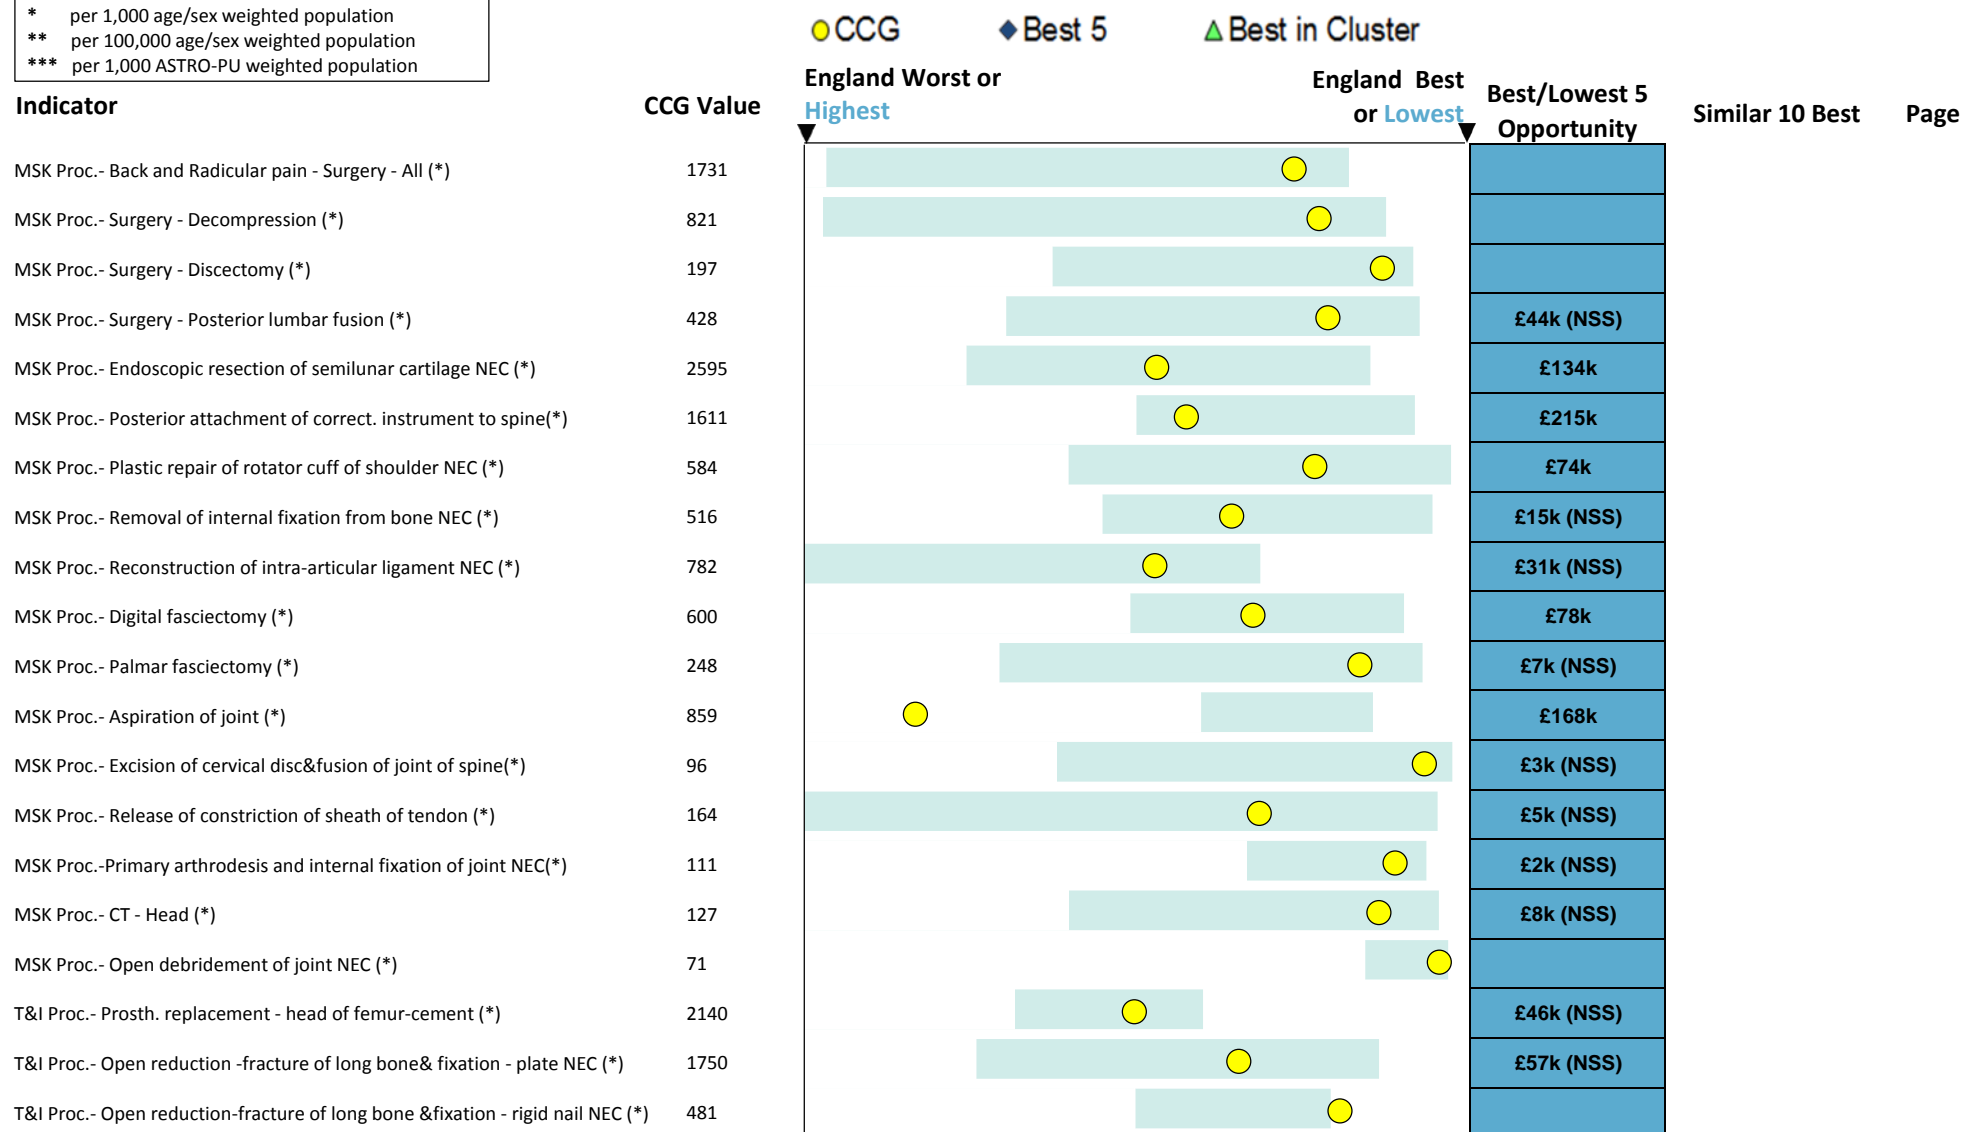 * per 1,000 age/sex weighted population
** per 100,000 age/sex weighted population
*** per 1,000 ASTRO-PU weighted population
CCG Best 5 Best in Cluster
Indicator CCG Value England Worst or Highest England Best or Lowest Best/Lowest 5 Opportunity Similar 10 Best Page
MSK Proc.- Back and Radicular pain - Surgery - All (*) 1731
MSK Proc.- Surgery - Decompression (*) 821
MSK Proc.- Surgery - Discectomy (*) 197
MSK Proc.- Surgery - Posterior lumbar fusion (*) 428 £44k (NSS)
MSK Proc.- Endoscopic resection of semilunar cartilage NEC (*) 2595 £134k
MSK Proc.- Posterior attachment of correct. instrument to spine(*) 1611 £215k
MSK Proc.- Plastic repair of rotator cuff of shoulder NEC (*) 584 £74k
MSK Proc.- Removal of internal fixation from bone NEC (*) 516 £15k (NSS)
MSK Proc.- Reconstruction of intra-articular ligament NEC (*) 782 £31k (NSS)
MSK Proc.- Digital fasciectomy (*) 600 £78k
MSK Proc.- Palmar fasciectomy (*) 248 £7k (NSS)
MSK Proc.- Aspiration of joint (*) 859 £168k
MSK Proc.- Excision of cervical disc&fusion of joint of spine(*) 96 £3k (NSS)
MSK Proc.- Release of constriction of sheath of tendon (*) 164 £5k (NSS)
MSK Proc.-Primary arthrodesis and internal fixation of joint NEC(*) 111 £2k (NSS)
MSK Proc.- CT - Head (*) 127 £8k (NSS)
MSK Proc.- Open debridement of joint NEC (*) 71
T&I Proc.- Prosth. replacement - head of femur-cement (*) 2140 £46k (NSS)
T&I Proc.- Open reduction -fracture of long bone& fixation - plate NEC (*) 1750 £57k (NSS)
T&I Proc.- Open reduction-fracture of long bone &fixation - rigid nail NEC (*) 481